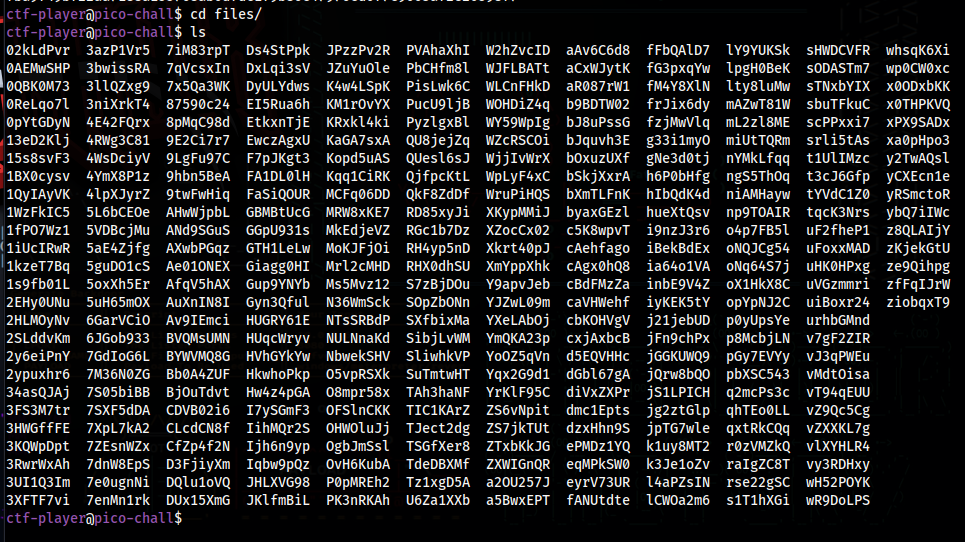 ctf-player@pico-chall$ cd files/
ctf-player@pico-chall$ ls
02kLdPvr 3azP1Vr5 7iM83rpT Ds4StPpk JPzzPv2R PVAhaXhI W2hZvcID aAv6C6d8 fFbQAlD7 lY9YUKSk sHWDCVFR whsqK6Xi
0AEMwSHP 3bwissRA 7qVcsxIn DxLqi3sV JZuYuOle PbCHfm8l WJFLBATt aCxWJytK fG3pxqYw lpgH0BeK sODASTm7 wp0CW0xc
0QBK0M73 3llQZxg9 7x5Qa3WK DyULYdws K4w4LSpK PisLwk6C WLCnFHkD aR087rW1 fM4Y8XlN lty8luMw sTNxbYIX x0ODxbKK
0ReLqo7l 3niXrkT4 87590c24 EI5Rua6h KM1rOvYX PucU9ljB WOHDiZ4q b9BDTW02 frJix6dy mAZwT81W sbuTFkuC x0THPKVQ
0pYtGDyN 4E42FQrx 8pMqC98d EtkxnTjE KRxkl4ki PyzlgxBl WY59WpIg bJ8uPssG fzjMwVlq mL2zl8ME scPPxxi7 xPX9SADx
13eD2Klj 4RWg3C81 9E2Ci7r7 EwczAgxU KaGA7sxA QU8jejZq WZcRSCOi bJquvh3E g33i1myO miUtTQRm srli5tAs xa0pHpo3
15s8svF3 4WsDciyV 9LgFu97C F7pJKgt3 Kopd5uAS QUesl6sJ WjjIvWrX bOxuzUXf gNe3d0tj nYMkLfqq t1UlIMzc y2TwAQsl
1BX0cysv 4YmX8P1z 9hbn5BeA FA1DL0lH Kqq1CiRK QjfpcKtL WpLyF4xC bSkjXxrA h6P0bHfg ngS5ThOq t3cJ6Gfp yCXEcn1e
1QyIAyVK 4lpXJyrZ 9twFwHiq FaSiQOUR MCFq06DD QkF8ZdDf WruPiHQS bXmTLFnK hIbQdK4d niAMHayw tYVdC1Z0 yRSmctoR
1WzFkIC5 5L6bCEOe AHwWjpbL GBMBtUcG MRW8xKE7 RD85xyJi XKypMMiJ byaxGEzl hueXtQsv np9TOAIR tqcK3Nrs ybQ7iIWc
1fPO7Wz1 5VDBcjMu ANd9SGuS GGpU931s MkEdjeVZ RGc1b7Dz XZocCx02 c5K8wpvT i9nzJ3r6 o4p7FB5l uF2fheP1 z8QLAIjY
1iUcIRwR 5aE4Zjfg AXwbPGqz GTH1LeLw MoKJFjOi RH4yp5nD Xkrt40pJ cAehfago iBekBdEx oNQJCg54 uFoxxMAD zKjekGtU
1kzeT7Bq 5guDO1cS Ae01ONEX Giagg0HI Mrl2cMHD RHX0dhSU XmYppXhk cAgx0hQ8 ia64o1VA oNq64S7j uHK0HPxg ze9Qihpg
1s9fb01L 5oxXh5Er AfqV5hAX Gup9YNYb Ms5Mvz12 S7zBjDOu Y9apvJeb cBdFMzZa inbE9V4Z oX1HkX8C uVGzmmri zfFqIJrW
2EHy0UNu 5uH65mOX AuXnIN8I Gyn3Qful N36WmSck SOpZbONn YJZwL09m caVHWehf iyKEK5tY opYpNJ2C uiBoxr24 ziobqxT9
2HLMOyNv 6GarVCiO Av9IEmci HUGRY61E NTsSRBdP SXfbixMa YXeLAbOj cbKOHVgV j21jebUD p0yUpsYe urhbGMnd
2SLddvKm 6JGob933 BVQMsUMN HUqcWryv NULNnaKd SibjLvWM YmQKA23p cxjAxbcB jFn9chPx p8McbjLN v7gF2ZIR
2y6eiPnY 7GdIoG6L BYWVMQ8G HVhGYkYw NbwekSHV SliwhkVP YoOZ5qVn d5EQVHHc jGGKUWQ9 pGy7EVYy vJ3qPWEu
2ypuxhr6 7M36N0ZG Bb0A4ZUF HkwhoPkp O5vpRSXk SuTmtwHT Yqx2G9d1 dGbl67gA jQrw8bQO pbXSC543 vMdtOisa
34asQJAj 7S05biBB BjOuTdvt Hw4z4pGA O8mpr58x TAh3haNF YrKlF95C diVxZXPr jS1LPICH q2mcPs3c vT94qEUU
3FS3M7tr 7SXF5dDA CDVB02i6 I7ySGmF3 OFSlnCKK TIC1KArZ ZS6vNpit dmc1Epts jg2ztGlp qhTEo0LL vZ9Qc5Cg
3HWGffFE 7XpL7kA2 CLcdCN8f IihMQr2S OHWOluJj TJect2dg ZS7jkTUt dzxHhn9S jpTG7wle qxtRkCQq vZXXKL7g
3KQWpDpt 7ZEsnWZx CfZp4f2N Ijh6n9yp OgbJmSsl TSGfXer8 ZTxbKkJG ePMDz1YQ k1uy8MT2 r0zVMZkQ vlXYHLR4
3RwrWxAh 7dnW8EpS D3FjiyXm Iqbw9pQz OvH6KubA TdeDBXMf ZXWIGnQR eqMPkSW0 k3Je1oZv raIgZC8T vy3RDHxy
3UI1Q3Im 7e0ugnNi DQlu1oVQ JHLXVG98 P0pMREh2 Tz1xgD5A a2OU257J eyrV73UR l4aPZsIN rse22gSC wH52POYK
3XFTF7vi 7enMn1rk DUx15XmG JKlfmBiL PK3nRKAh U6Za1XXb a5BwxEPT fANUtdte lCWOa2m6 s1T1hXGi wR9DoLPS
ctf-player@pico-chall$